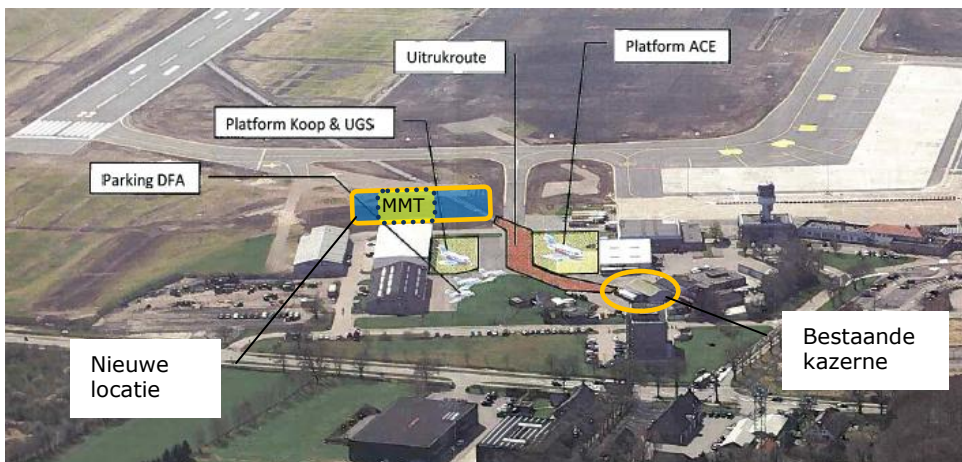 Uitrukroute
Platform ACE
Platform Koop & UGS
Parking DFA
MMT
Nieuwe
locatie
Bestaande
kazerne